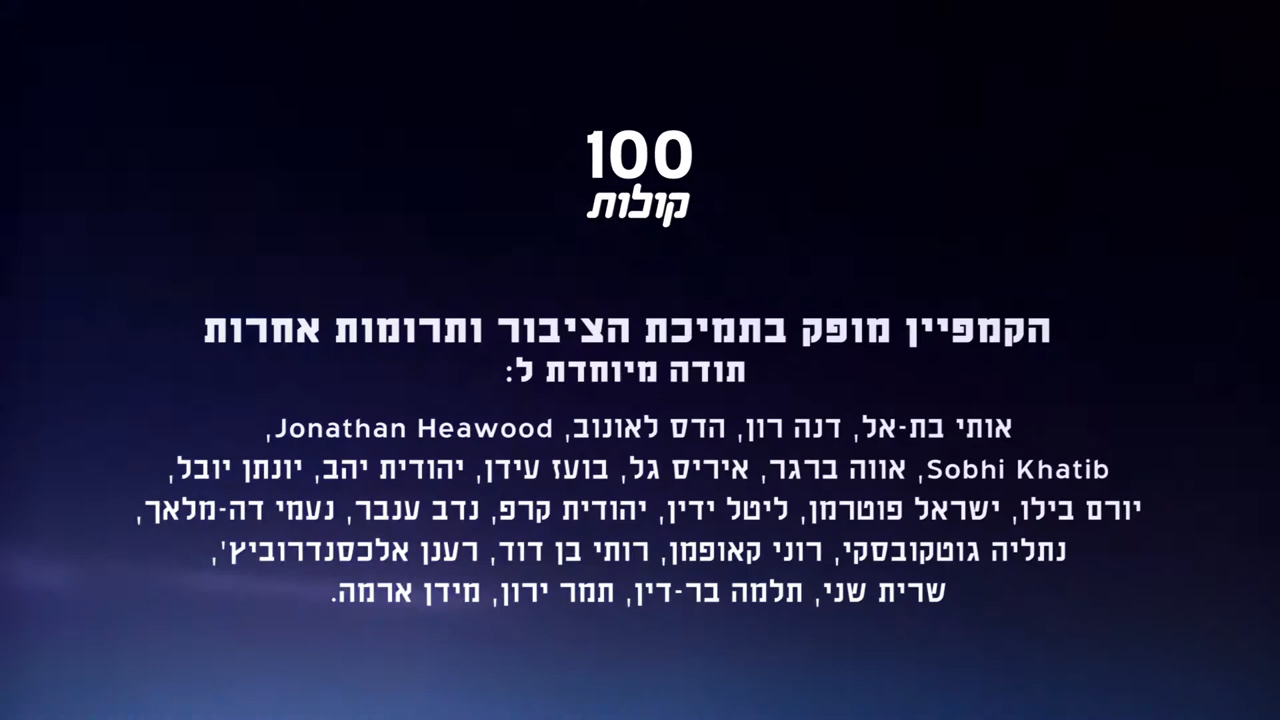 100
קולות
הקמפיין מופק בתמיכת הציבור ותרומות אחרות
תודה מיוחדת ל:
אותי בת-אל, דנה רון, הדס לאונוב, Jonathan Heawood,
Sobhi Khatib, אווה ברגר, איריס גל, בועז עידן, יהודית יהב, יונתן יובל,
יורם בילו, ישראל פוטרמן, ליטל ידין, יהודית קרפ, נדב ענבר, נעמי דה-מלאך,
נתליה גוטקובסקי, רוני קאופמן, רותי בן דוד, רענן אלכסנדרוביץ',
שרית שני, תלמה בר-דין, תמר ירון, מידן ארמה.